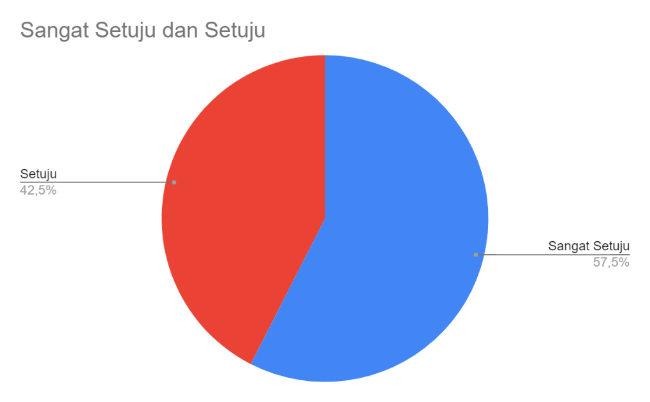 Sangat Setuju dan Setuju
Setuju
42,5%
Sangat Setuju
57,5%